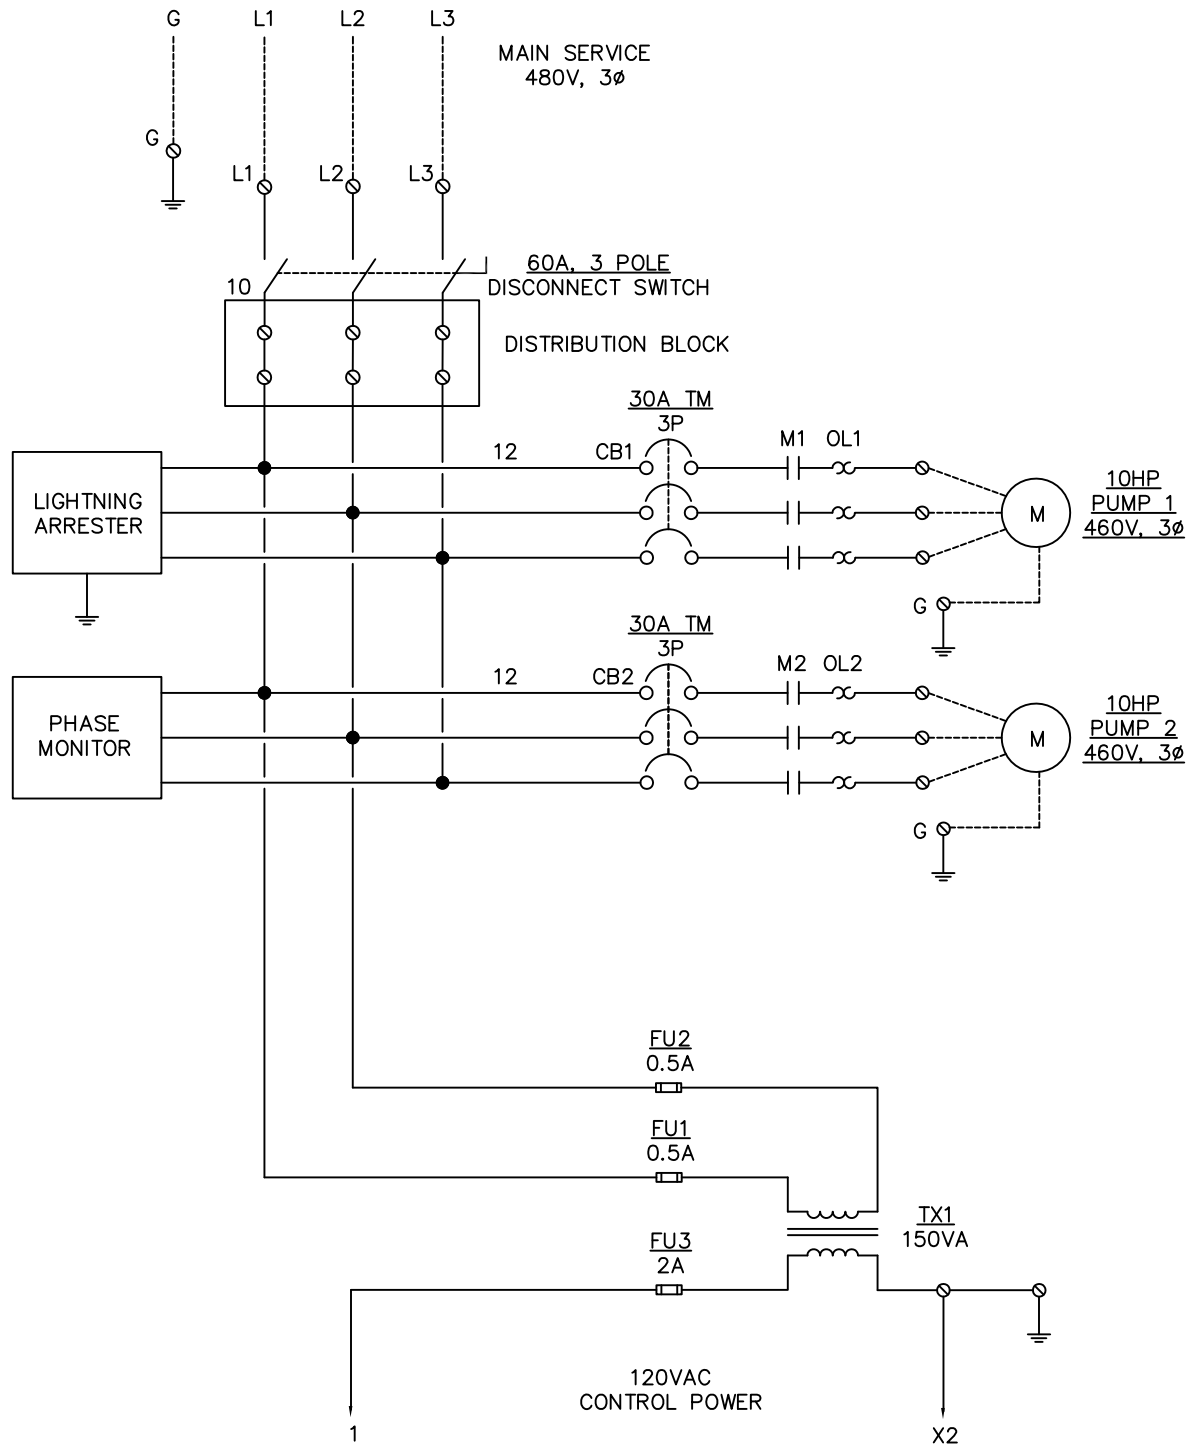 G
L1
L2
L3
MAIN SERVICE
480V, 3ø
G
L1
L2
L3
60A, 3 POLE
DISCONNECT SWITCH
10
DISTRIBUTION BLOCK
30A TM
3P
12
CB1
M1
OL1
LIGHTNING
ARRESTER
M
10HP
PUMP 1
460V, 3ø
G
30A TM
3P
12
CB2
M2
OL2
PHASE
MONITOR
M
10HP
PUMP 2
460V, 3ø
G
FU2
0.5A
FU1
0.5A
TX1
150VA
FU3
2A
120VAC
CONTROL POWER
1
X2